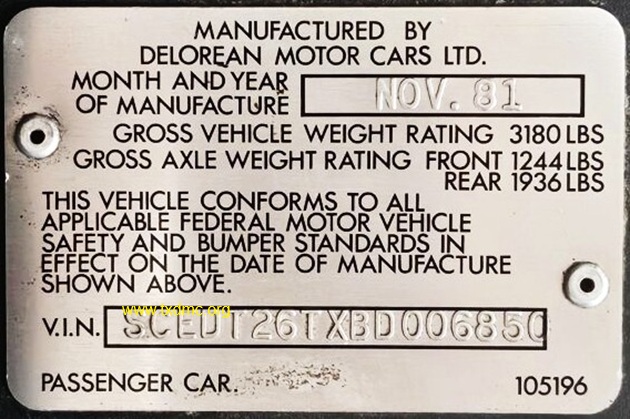 MANUFACTURED BY
DELOREAN MOTOR CARS LTD.
MONTH AND YEAR
OF MANUFACTURE NOV. 81
GROSS VEHICLE WEIGHT RATING 3180 LBS
GROSS AXLE WEIGHT RATING FRONT 1244 LBS
REAR 1936 LBS
THIS VEHICLE CONFORMS TO ALL
APPLICABLE FEDERAL MOTOR VEHICLE
SAFETY AND BUMPER STANDARDS IN
EFFECT ON THE DATE OF MANUFACTURE
SHOWN ABOVE.
www.txdmc.org
V.I.N. SCEDT26TXBD006850
PASSENGER CAR. 105196